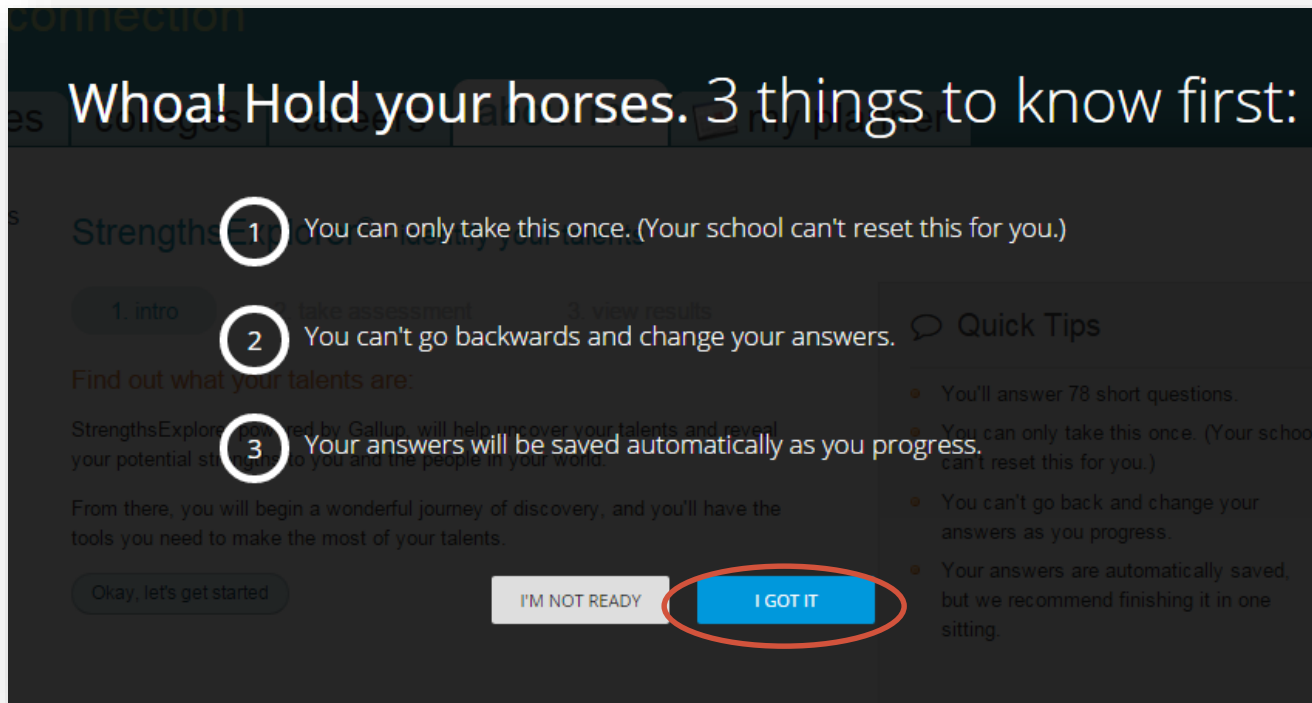 connection
es
colleges
careers
my planner
Whoa! Hold your horses. 3 things to know first:
s
StrengthsExplorer identify your talents
1 You can only take this once. (Your school can't reset this for you.)
1. intro
take assessment
3. view results
2 You can't go backwards and change your answers.
Quick Tips
Find out what your talents are:
You'll answer 78 short questions.
StrengthsExplorer, powered by Gallup, will help uncover your talents and reveal
your potential strengths to you and the people in your world.
3 Your answers will be saved automatically as you progress.
You can only take this once. (Your schoo
can't reset this for you.)
From there, you will begin a wonderful journey of discovery, and you'll have the
tools you need to make the most of your talents.
You can't go back and change your
answers as you progress.
Okay, let's get started
I'M NOT READY
I GOT IT
Your answers are automatically saved,
but we recommend finishing it in one
sitting.